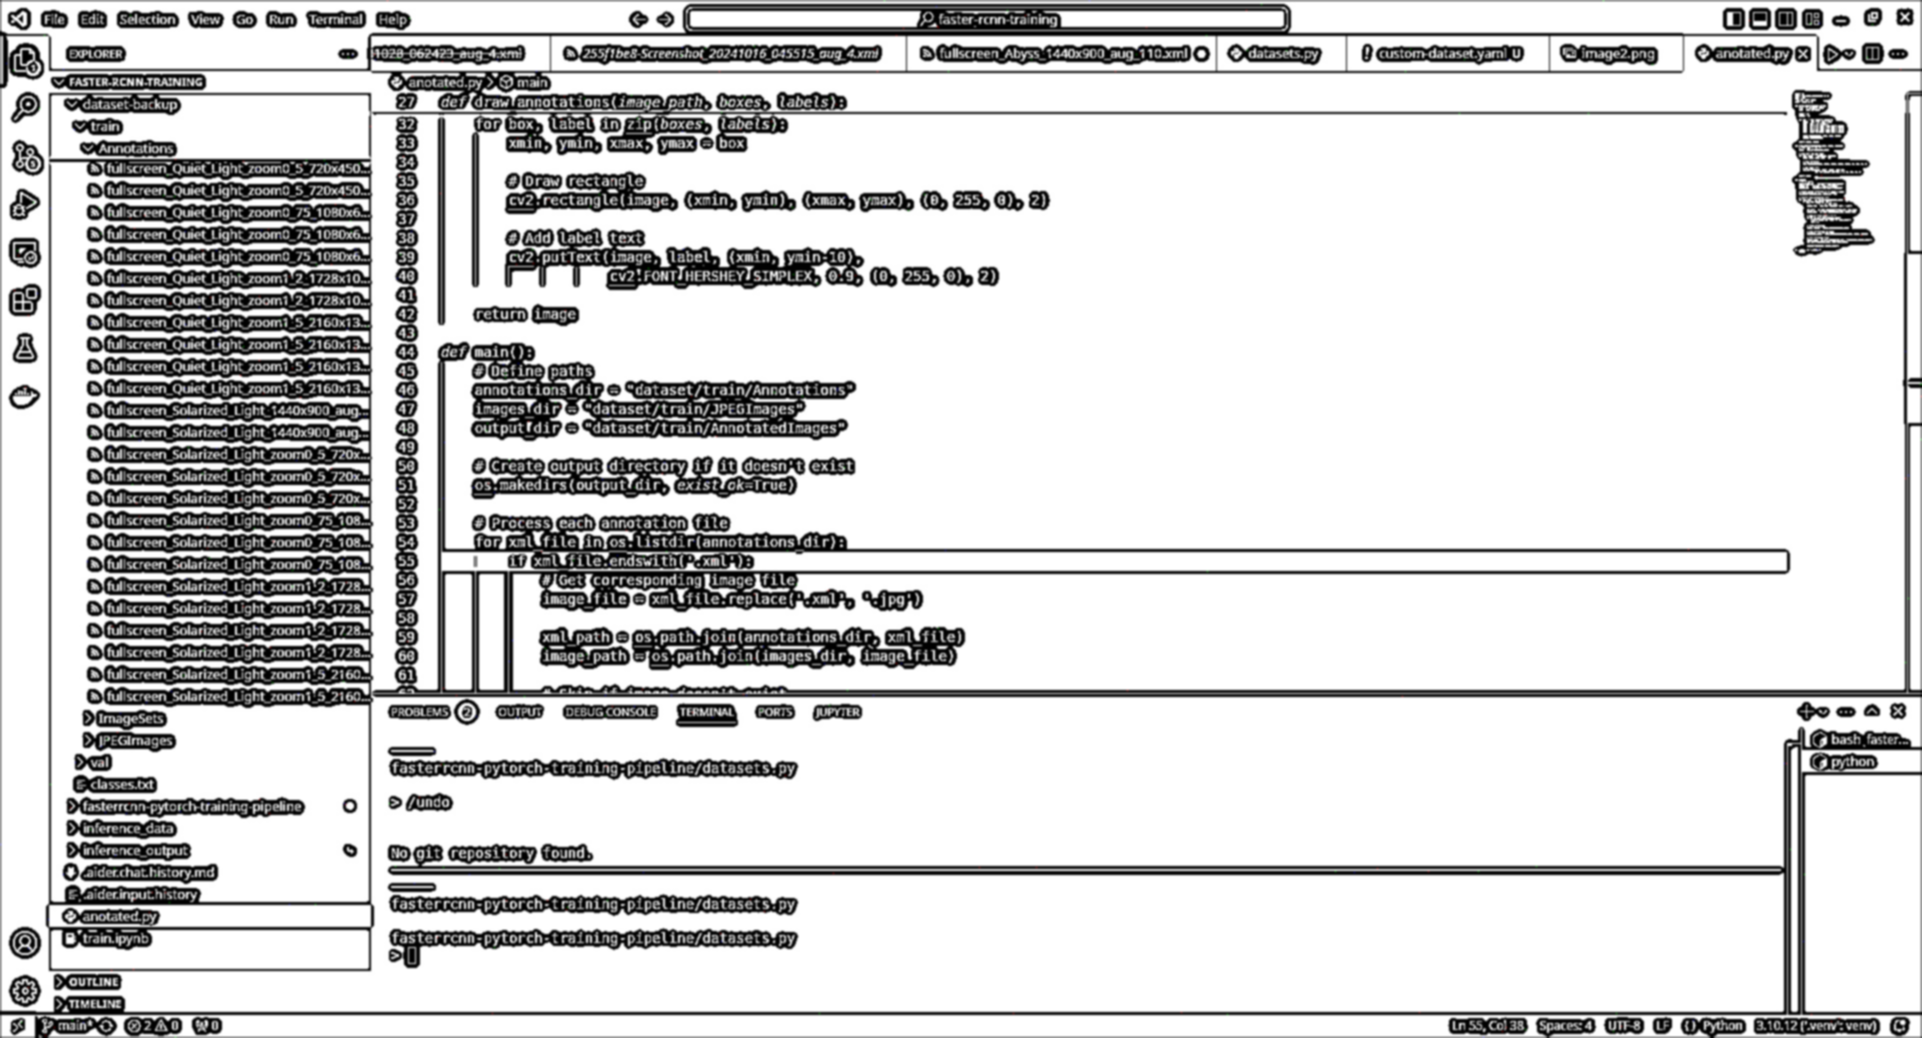 File Edit Selection View Go Run Terminal Help
faster-rcnn-training
EXPLORER
1028_062423_aug_4.xml
255f1be8-Screenshot_20241016_045515_aug_4.xml
fullscreen_Abyss_1440x900_aug_110.xml
datasets.py
custom-dataset.yaml U
image2.png
anotated.py
FASTER-RCNN-TRAINING
dataset-backup
train
Annotations
fullscreen_Quiet_Light_zoom0_5_720x450...
fullscreen_Quiet_Light_zoom0_5_720x450...
fullscreen_Quiet_Light_zoom0_75_1080x6...
fullscreen_Quiet_Light_zoom0_75_1080x6...
fullscreen_Quiet_Light_zoom0_75_1080x6...
fullscreen_Quiet_Light_zoom1_2_1728x10...
fullscreen_Quiet_Light_zoom1_2_1728x10...
fullscreen_Quiet_Light_zoom1_5_2160x13...
fullscreen_Quiet_Light_zoom1_5_2160x13...
fullscreen_Quiet_Light_zoom1_5_2160x13...
fullscreen_Quiet_Light_zoom1_5_2160x13...
fullscreen_Solarized_Light_1440x900_aug...
fullscreen_Solarized_Light_1440x900_aug...
fullscreen_Solarized_Light_zoom0_5_720x...
fullscreen_Solarized_Light_zoom0_5_720x...
fullscreen_Solarized_Light_zoom0_5_720x...
fullscreen_Solarized_Light_zoom0_75_108...
fullscreen_Solarized_Light_zoom0_75_108...
fullscreen_Solarized_Light_zoom0_75_108...
fullscreen_Solarized_Light_zoom1_2_1728...
fullscreen_Solarized_Light_zoom1_2_1728...
fullscreen_Solarized_Light_zoom1_2_1728...
fullscreen_Solarized_Light_zoom1_2_1728...
fullscreen_Solarized_Light_zoom1_5_2160...
fullscreen_Solarized_Light_zoom1_5_2160...
ImageSets
JPEGImages
val
classes.txt
fasterrcnn-pytorch-training-pipeline
inference_data
inference_output
.aider.chat.history.md
.aider.input.history
anotated.py
train.ipynb
OUTLINE
TIMELINE
anotated.py > main
27 def draw_annotations(image_path, boxes, labels):
32 for box, label in zip(boxes, labels):
33 xmin, ymin, xmax, ymax = box
34
35 # Draw rectangle
36 cv2.rectangle(image, (xmin, ymin), (xmax, ymax), (0, 255, 0), 2)
37
38 # Add label text
39 cv2.putText(image, label, (xmin, ymin-10),
40 cv2.FONT_HERSHEY_SIMPLEX, 0.9, (0, 255, 0), 2)
41
42 return image
43
44 def main():
45 # Define paths
46 annotations_dir = "dataset/train/Annotations"
47 images_dir = "dataset/train/JPEGImages"
48 output_dir = "dataset/train/AnnotatedImages"
49
50 # Create output directory if it doesn't exist
51 os.makedirs(output_dir, exist_ok=True)
52
53 # Process each annotation file
54 for xml_file in os.listdir(annotations_dir):
55 if xml_file.endswith('.xml'):
56 # Get corresponding image file
57 image_file = xml_file.replace('.xml', '.jpg')
58
59 xml_path = os.path.join(annotations_dir, xml_file)
60 image_path = os.path.join(images_dir, image_file)
61
62 # Skip if image doesn't exist
PROBLEMS 2 OUTPUT DEBUG CONSOLE TERMINAL PORTS JUPYTER
fasterrcnn-pytorch-training-pipeline/datasets.py
> /undo
No git repository found.
fasterrcnn-pytorch-training-pipeline/datasets.py
fasterrcnn-pytorch-training-pipeline/datasets.py
>
bash_faster...
python
main* 2 0 0
Ln 55, Col 38 Spaces: 4 UTF-8 LF Python 3.10.12 ('.venv': venv)